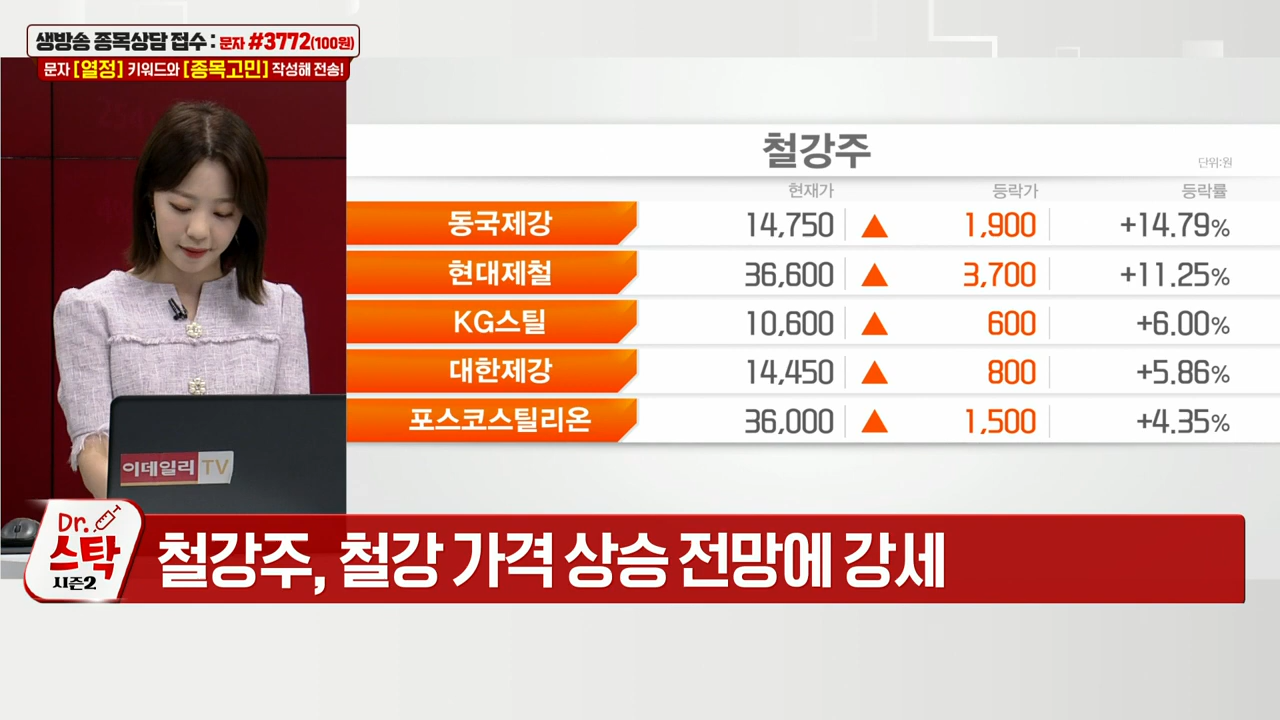 생방송 종목상담 접수 : 문자 #3772(100원)
문자 [열정] 키워드와 [종목고민] 작성해 전송!
철강주
단위:원
현재가 등락가 등락률
동국제강 14,750 ▲ 1,900 +14.79%
현대제철 36,600 ▲ 3,700 +11.25%
KG스틸 10,600 ▲ 600 +6.00%
대한제강 14,450 ▲ 800 +5.86%
포스코스틸리온 36,000 ▲ 1,500 +4.35%
이데일리 TV
Dr.
스탁
시즌2
철강주, 철강 가격 상승 전망에 강세